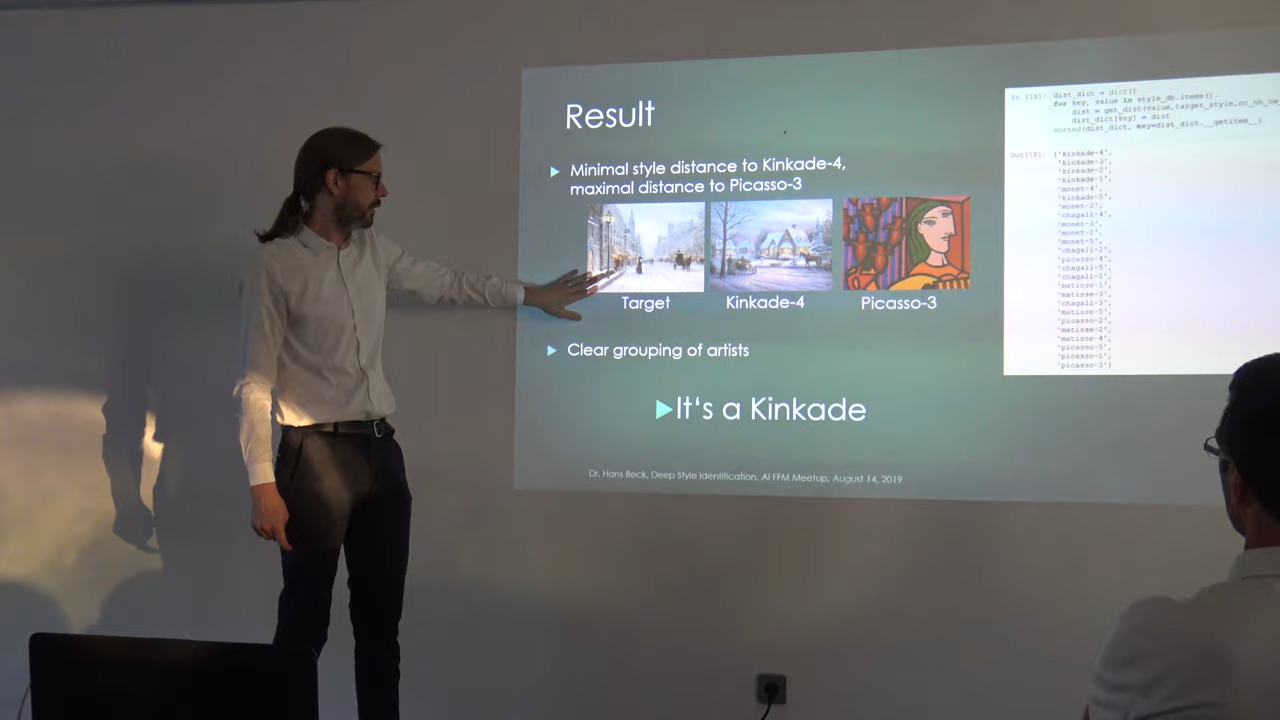 Result
Minimal style distance to Kinkade-4,
maximal distance to Picasso-3
Target
Kinkade-4
Picasso-3
Clear grouping of artists
It's a Kinkade
Dr. Hans Beck, Deep Style Identification. AI FFM Meetup, August 14, 2019
In [18]: dist_dict = dict()
for key, value in style_db.items():
dist = get_dist(value,target_style,nc_nh_nw
dist_dict[key] = dist
sorted(dist_dict, key=dist_dict.__getitem__)
Out[18]: ['kinkade-4',
'kinkade-3',
'kinkade-2',
'kinkade-1',
'monet-4',
'kinkade-5',
'monet-2',
'chagall-4',
'monet-3',
'monet-1',
'monet-5',
'chagall-2',
'picasso-4',
'chagall-5',
'chagall-1',
'matisse-1',
'matisse-3',
'chagall-3',
'matisse-5',
'picasso-2',
'matisse-2',
'matisse-4',
'picasso-5',
'picasso-1',
'picasso-3']